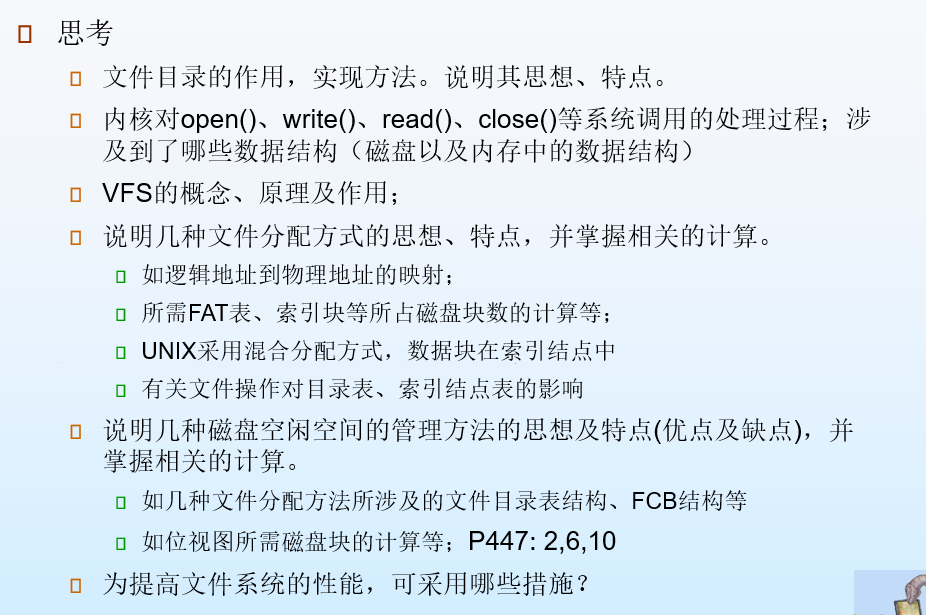 思考
文件目录的作用，实现方法。说明其思想、特点。
内核对open()、write()、read()、close()等系统调用的处理过程；涉
及到了哪些数据结构（磁盘以及内存中的数据结构）
VFS的概念、原理及作用；
说明几种文件分配方式的思想、特点，并掌握相关的计算。
如逻辑地址到物理地址的映射；
所需FAT表、索引块等所占磁盘块数的计算等；
UNIX采用混合分配方式，数据块在索引结点中
有关文件操作对目录表、索引结点表的影响
说明几种磁盘空闲空间的管理方法的思想及特点(优点及缺点)，并
掌握相关的计算。
如几种文件分配方法所涉及的文件目录表结构、FCB结构等
如位视图所需磁盘块的计算等；P447: 2,6,10
为提高文件系统的性能，可采用哪些措施？